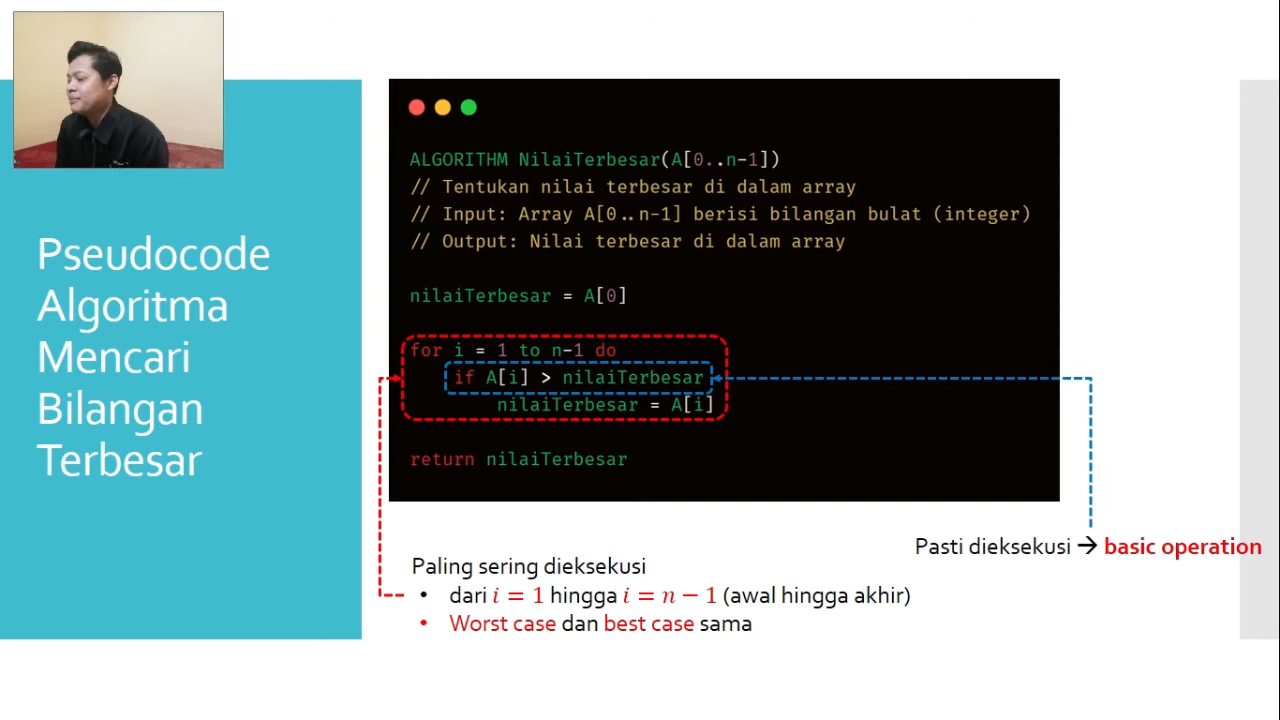 Pseudocode
Algoritma
Mencari
Bilangan
Terbesar
ALGORITHM NilaiTerbesar(A[0..n-1])
// Tentukan nilai terbesar di dalam array
// Input: Array A[0..n-1] berisi bilangan bulat (integer)
// Output: Nilai terbesar di dalam array
nilaiTerbesar = A[0]
for i = 1 to n-1 do
if A[i] > nilaiTerbesar
nilaiTerbesar = A[i]
return nilaiTerbesar
Pasti dieksekusi → basic operation
Paling sering dieksekusi
• dari i = 1 hingga i = n − 1 (awal hingga akhir)
• Worst case dan best case sama